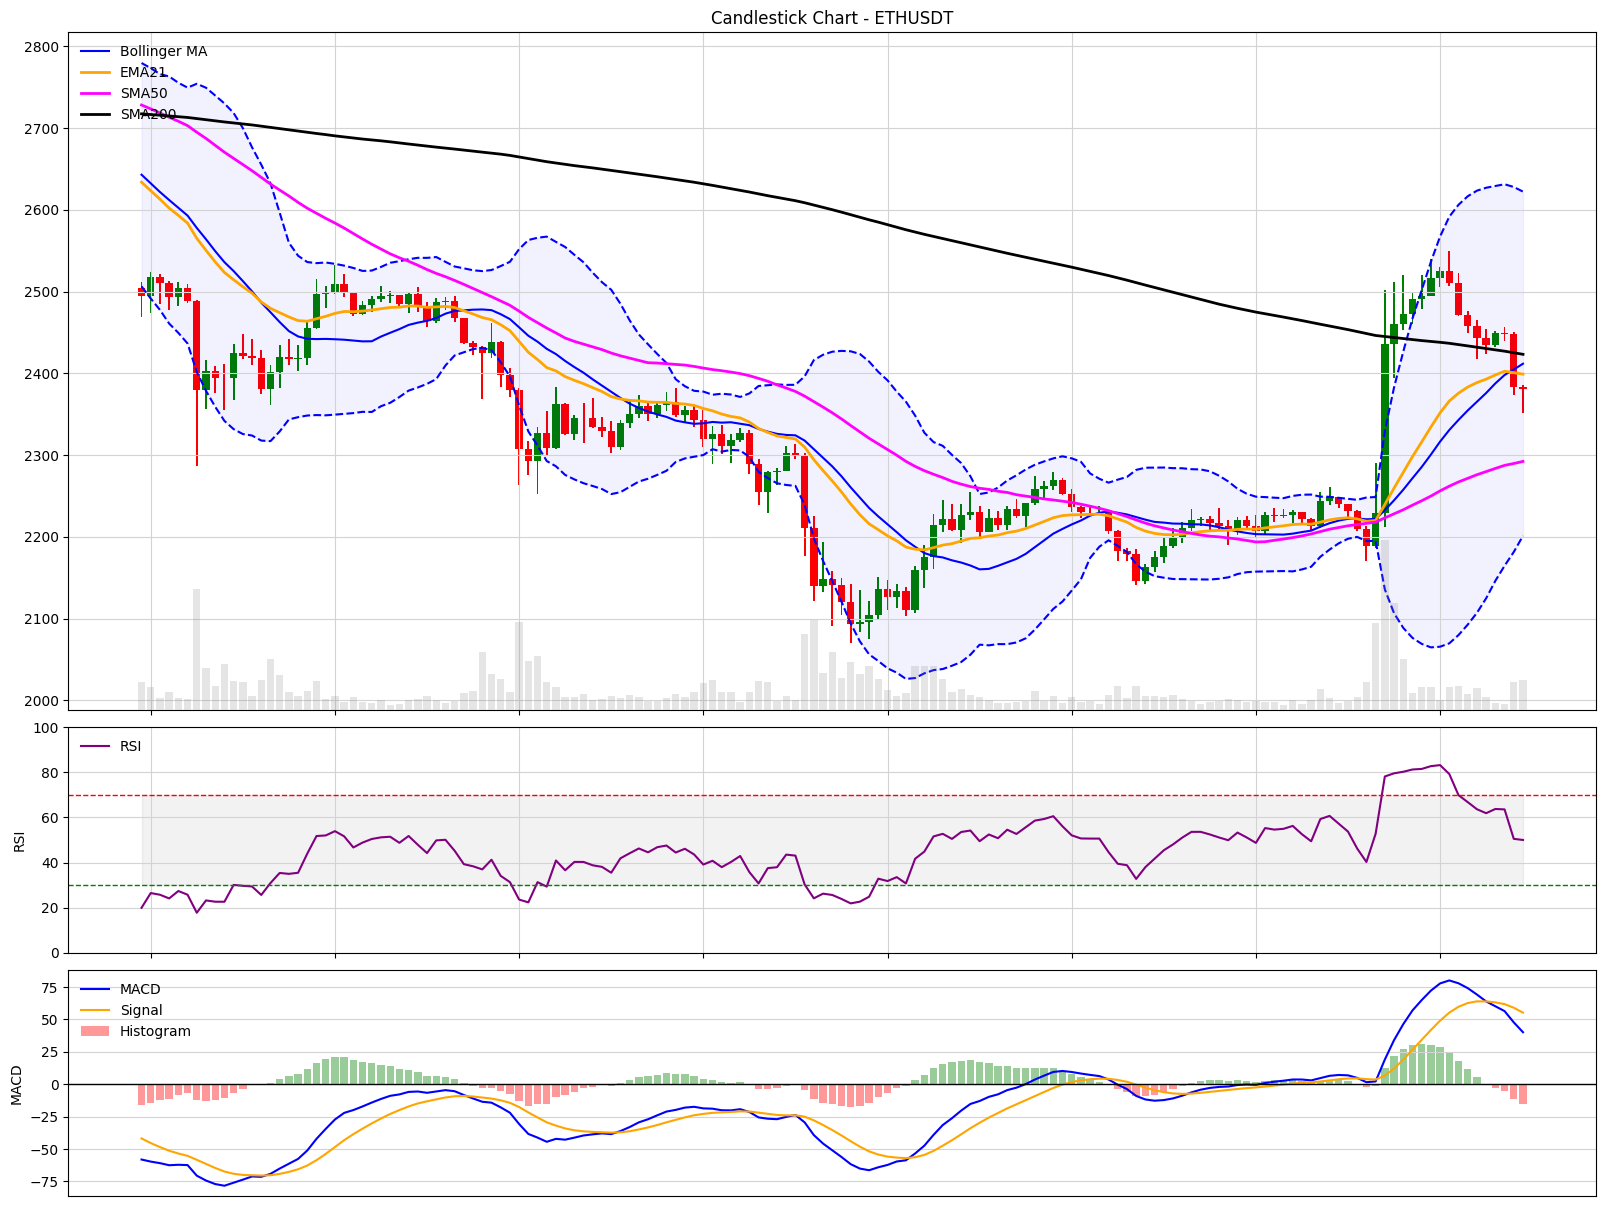 Candlestick Chart - ETHUSDT
2800
2700
2600
2500
2400
2300
2200
2100
2000
Bollinger MA
EMA21
SMA50
SMA200
100
80
60
40
20
0
RSI
RSI
75
50
25
0
−25
−50
−75
MACD
MACD
Signal
Histogram